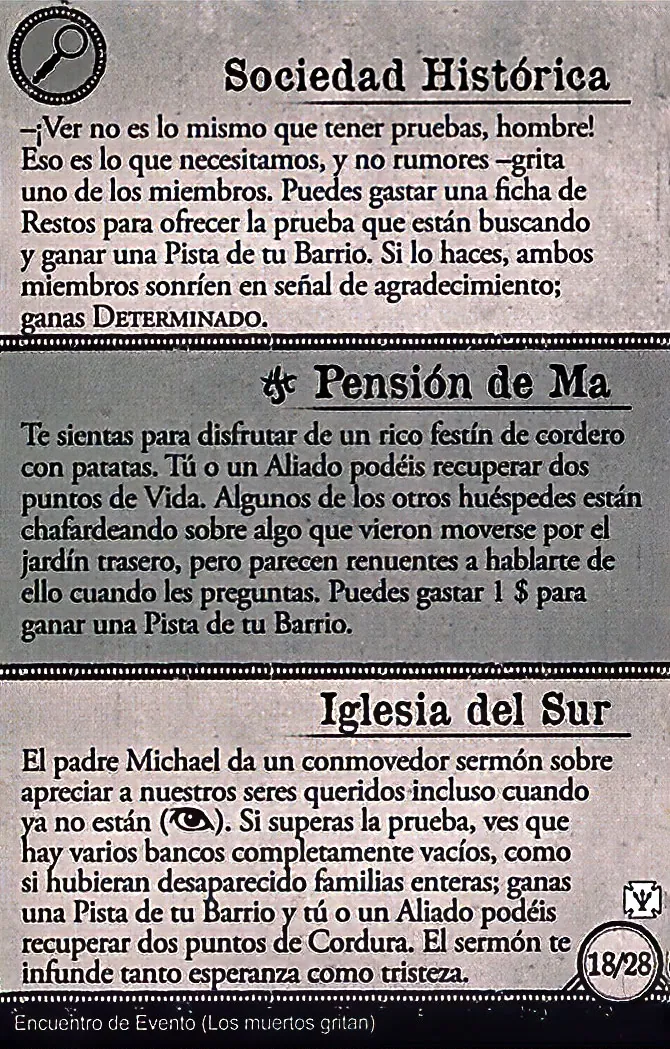 Sociedad Histórica
–¡Ver no es lo mismo que tener pruebas, hombre!
Eso es lo que necesitamos, y no rumores –grita
uno de los miembros. Puedes gastar una ficha de
Restos para ofrecer la prueba que están buscando
y ganar una Pista de tu Barrio. Si lo haces, ambos
miembros sonríen en señal de agradecimiento;
ganas DETERMINADO.
Pensión de Ma
Te sientas para disfrutar de un rico festín de cordero
con patatas. Tú o un Aliado podéis recuperar dos
puntos de Vida. Algunos de los otros huéspedes están
chafardeando sobre algo que vieron moverse por el
jardín trasero, pero parecen renuentes a hablarte de
ello cuando les preguntas. Puedes gastar 1 $ para
ganar una Pista de tu Barrio.
Iglesia del Sur
El padre Michael da un conmovedor sermón sobre
apreciar a nuestros seres queridos incluso cuando
ya no están (). Si superas la prueba, ves que
hay varios bancos completamente vacíos, como
si hubieran desaparecido familias enteras; ganas
una Pista de tu Barrio y tú o un Aliado podéis
recuperar dos puntos de Cordura. El sermón te
infunde tanto esperanza como tristeza.
18/28
Encuentro de Evento (Los muertos gritan)